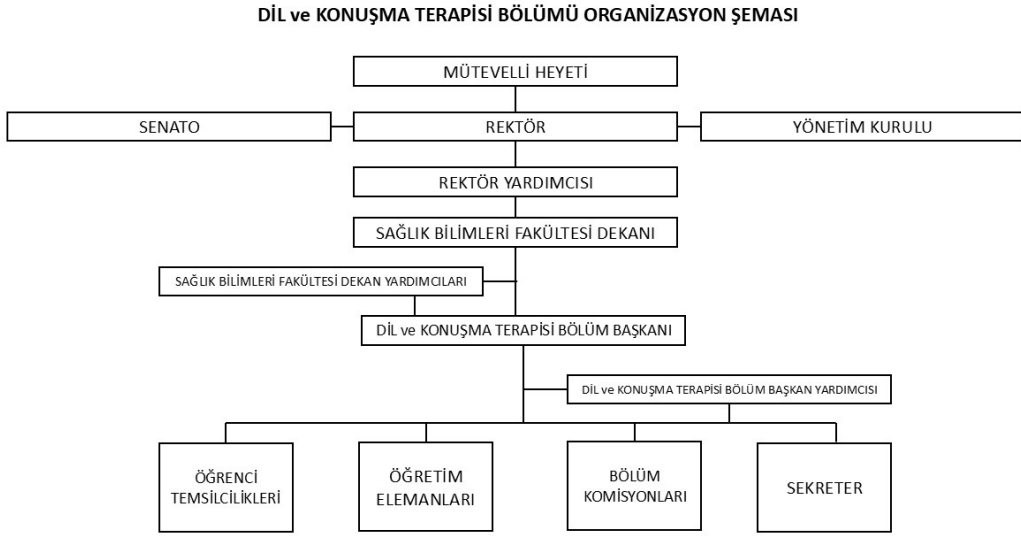 DİL ve KONUŞMA TERAPİSİ BÖLÜMÜ ORGANİZASYON ŞEMASI
MÜTEVELLİ HEYETİ
SENATO
REKTÖR
YÖNETİM KURULU
REKTÖR YARDIMCISI
SAĞLIK BİLİMLERİ FAKÜLTESİ DEKANI
SAĞLIK BİLİMLERİ FAKÜLTESİ DEKAN YARDIMCILARI
DİL ve KONUŞMA TERAPİSİ BÖLÜM BAŞKANI
DİL ve KONUŞMA TERAPİSİ BÖLÜM BAŞKAN YARDIMCISI
ÖĞRENCİ
TEMSİLCİLİKLERİ
ÖĞRETİM
ELEMANLARI
BÖLÜM
KOMİSYONLARI
SEKRETER